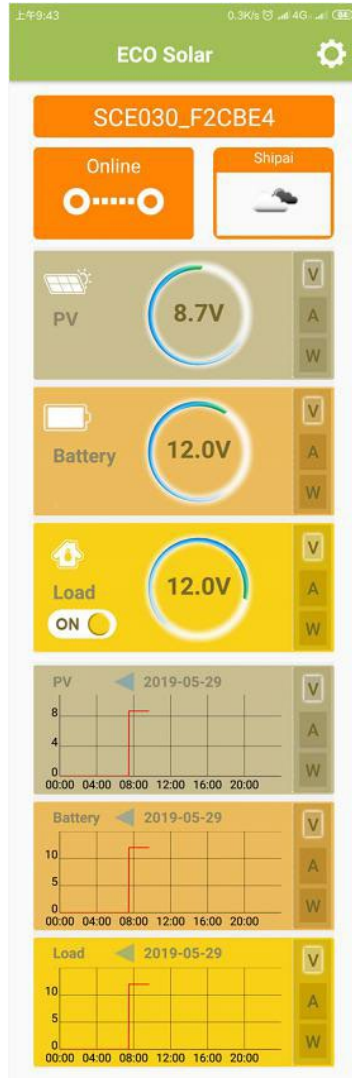 上午9:43 0.3K/s 4G
ECO Solar
SCE030_F2CBE4
Online
Shipai
PV
8.7V
V
A
W
Battery
12.0V
V
A
W
Load
ON
12.0V
V
A
W
PV 2019-05-29
8
4
0
00:00 04:00 08:00 12:00 16:00 20:00
V
A
W
Battery 2019-05-29
10
5
0
00:00 04:00 08:00 12:00 16:00 20:00
V
A
W
Load 2019-05-29
10
5
0
00:00 04:00 08:00 12:00 16:00 20:00
V
A
W